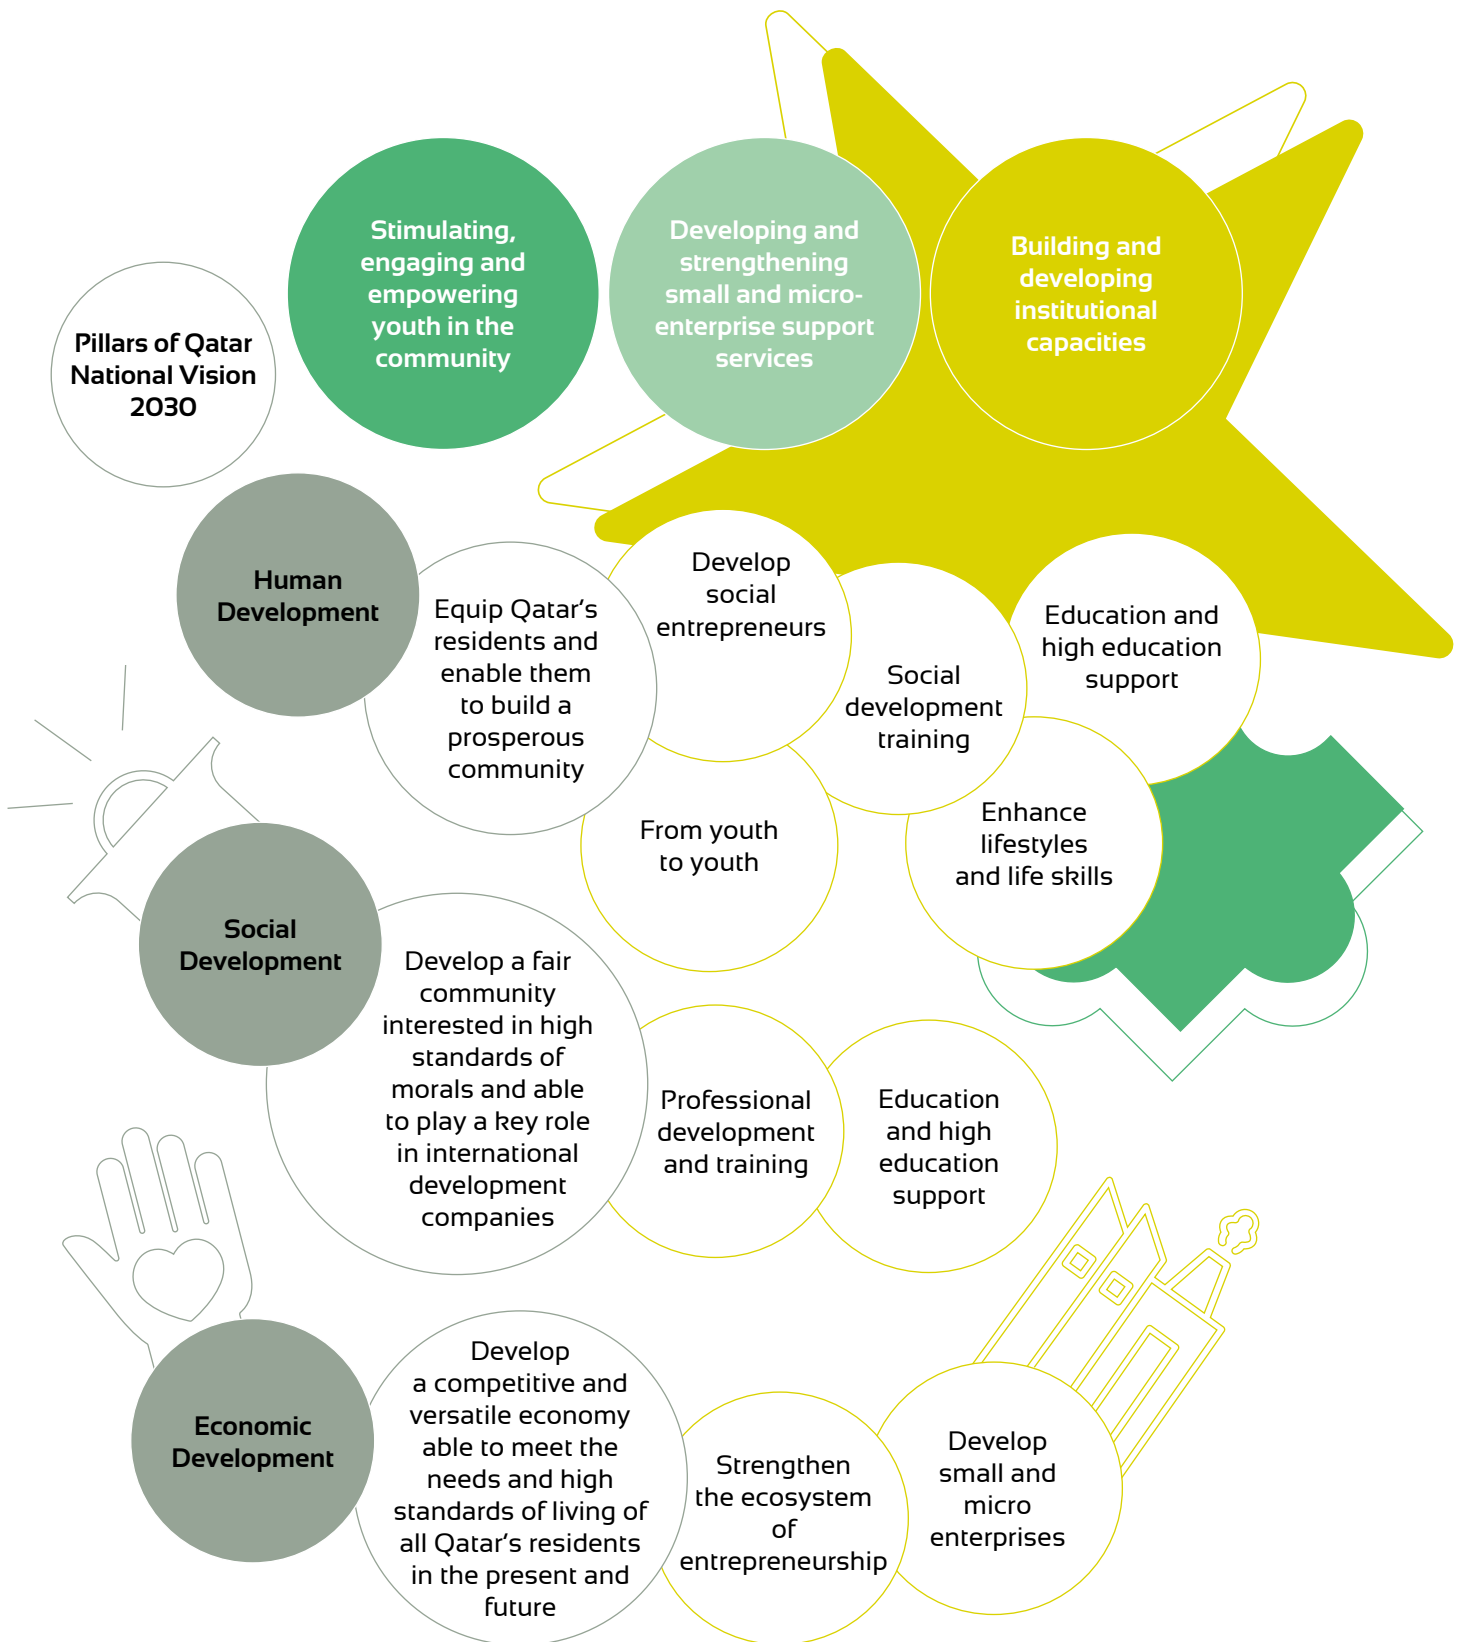 Pillars of Qatar
National Vision
2030
Stimulating,
engaging and
empowering
youth in the
community
Developing and
strengthening
small and micro-
enterprise support
services
Building and
developing
institutional
capacities
Human
Development
Equip Qatar's
residents and
enable them
to build a
prosperous
community
Develop
social
entrepreneurs
Social
development
training
Education and
high education
support
From youth
to youth
Enhance
lifestyles
and life skills
Social
Development
Develop a fair
community
interested in high
standards of
morals and able
to play a key role
in international
development
companies
Professional
development
and training
Education
and high
education
support
Economic
Development
Develop
a competitive and
versatile economy
able to meet the
needs and high
standards of living of
all Qatar's residents
in the present and
future
Strengthen
the ecosystem
of
entrepreneurship
Develop
small and
micro
enterprises